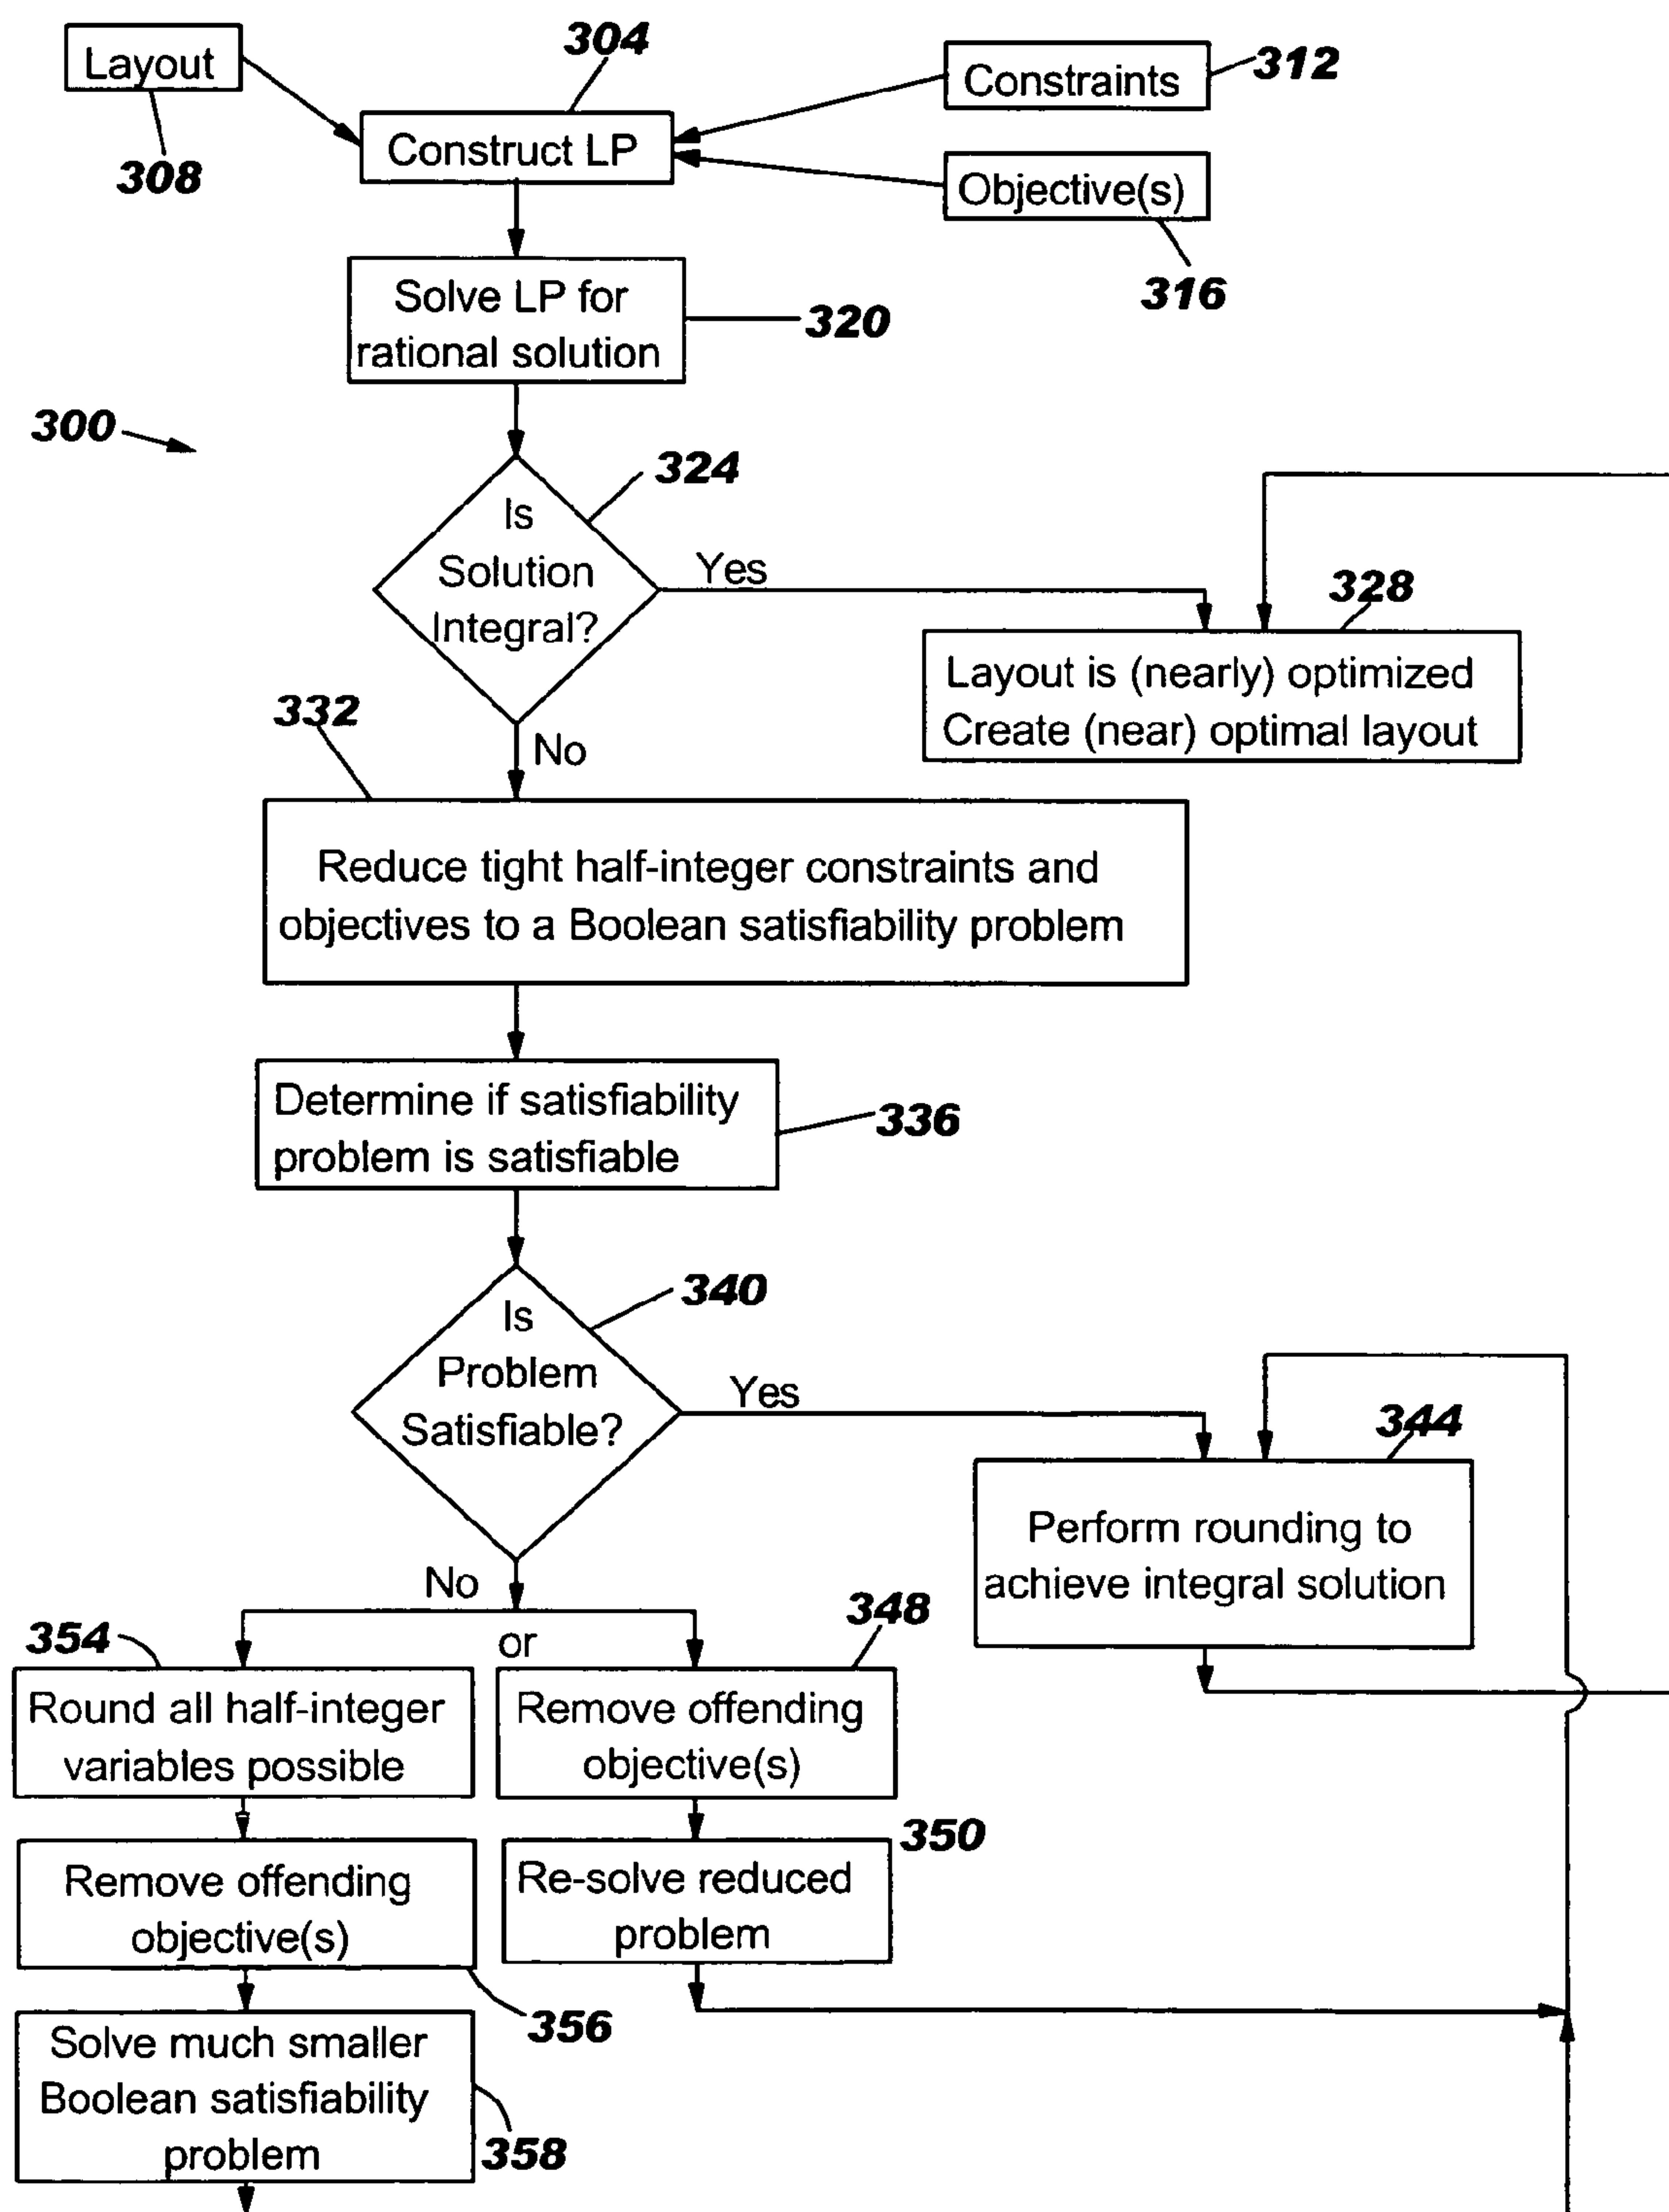 Layout
304
Constraints
312
Construct LP
308
Objective(s)
316
Solve LP for
rational solution
320
300
324
Is
Solution
Integral?
Yes
328
Layout is (nearly) optimized
Create (near) optimal layout
332
No
Reduce tight half-integer constraints and
objectives to a Boolean satisfiability problem
Determine if satisfiability
problem is satisfiable
336
340
Is
Problem
Satisfiable?
Yes
344
Perform rounding to
achieve integral solution
No
or
354
348
Round all half-integer
variables possible
Remove offending
objective(s)
350
Remove offending
objective(s)
Re-solve reduced
problem
356
Solve much smaller
Boolean satisfiability
problem
358